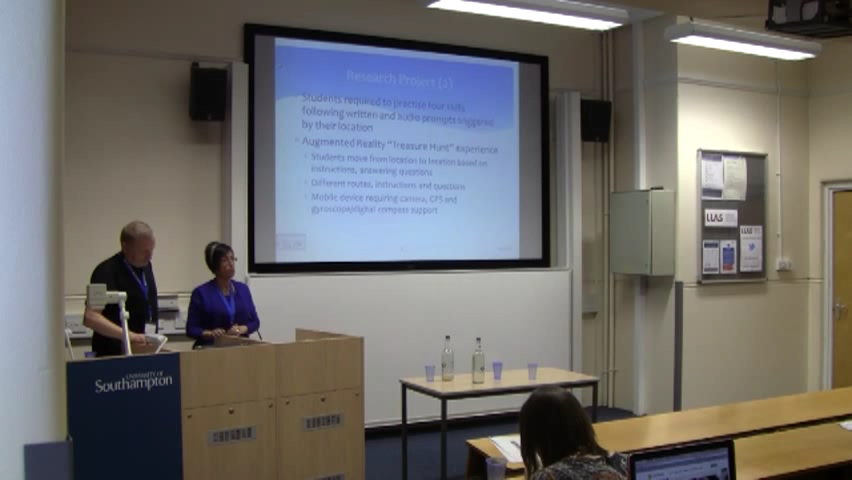 Research Project (2)
Students required to practise four skills
following written and audio prompts triggered
by their location
Augmented Reality “Treasure Hunt” experience
Students move from location to location based on
instructions, answering questions
Different routes, instructions and questions
Mobile device requiring camera, GPS and
gyroscope/digital compass support
LLAS
LLAS
UNIVERSITY OF
Southampton